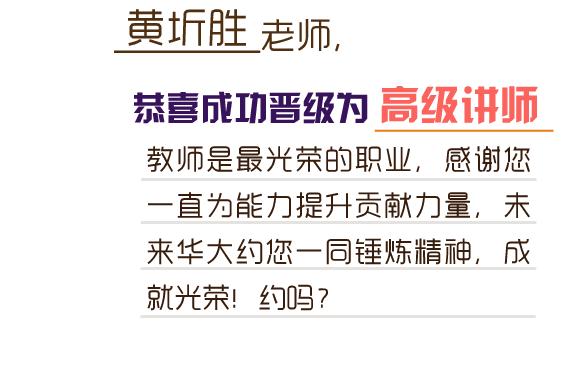 黄圻胜老师,
恭喜成功晋级为高级讲师
教师是最光荣的职业, 感谢您
一直为能力提升贡献力量, 未
来华大约您一同锤炼精神, 成
就光荣! 约吗?